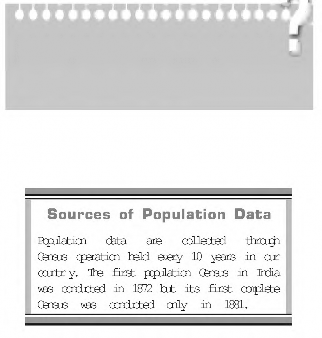 Sources of Population Data
Population data are collected through
Census operation held every 10 years in our
country. The first population Census in India
was conducted in 1872 but its first complete
Census was conducted only in 1881.